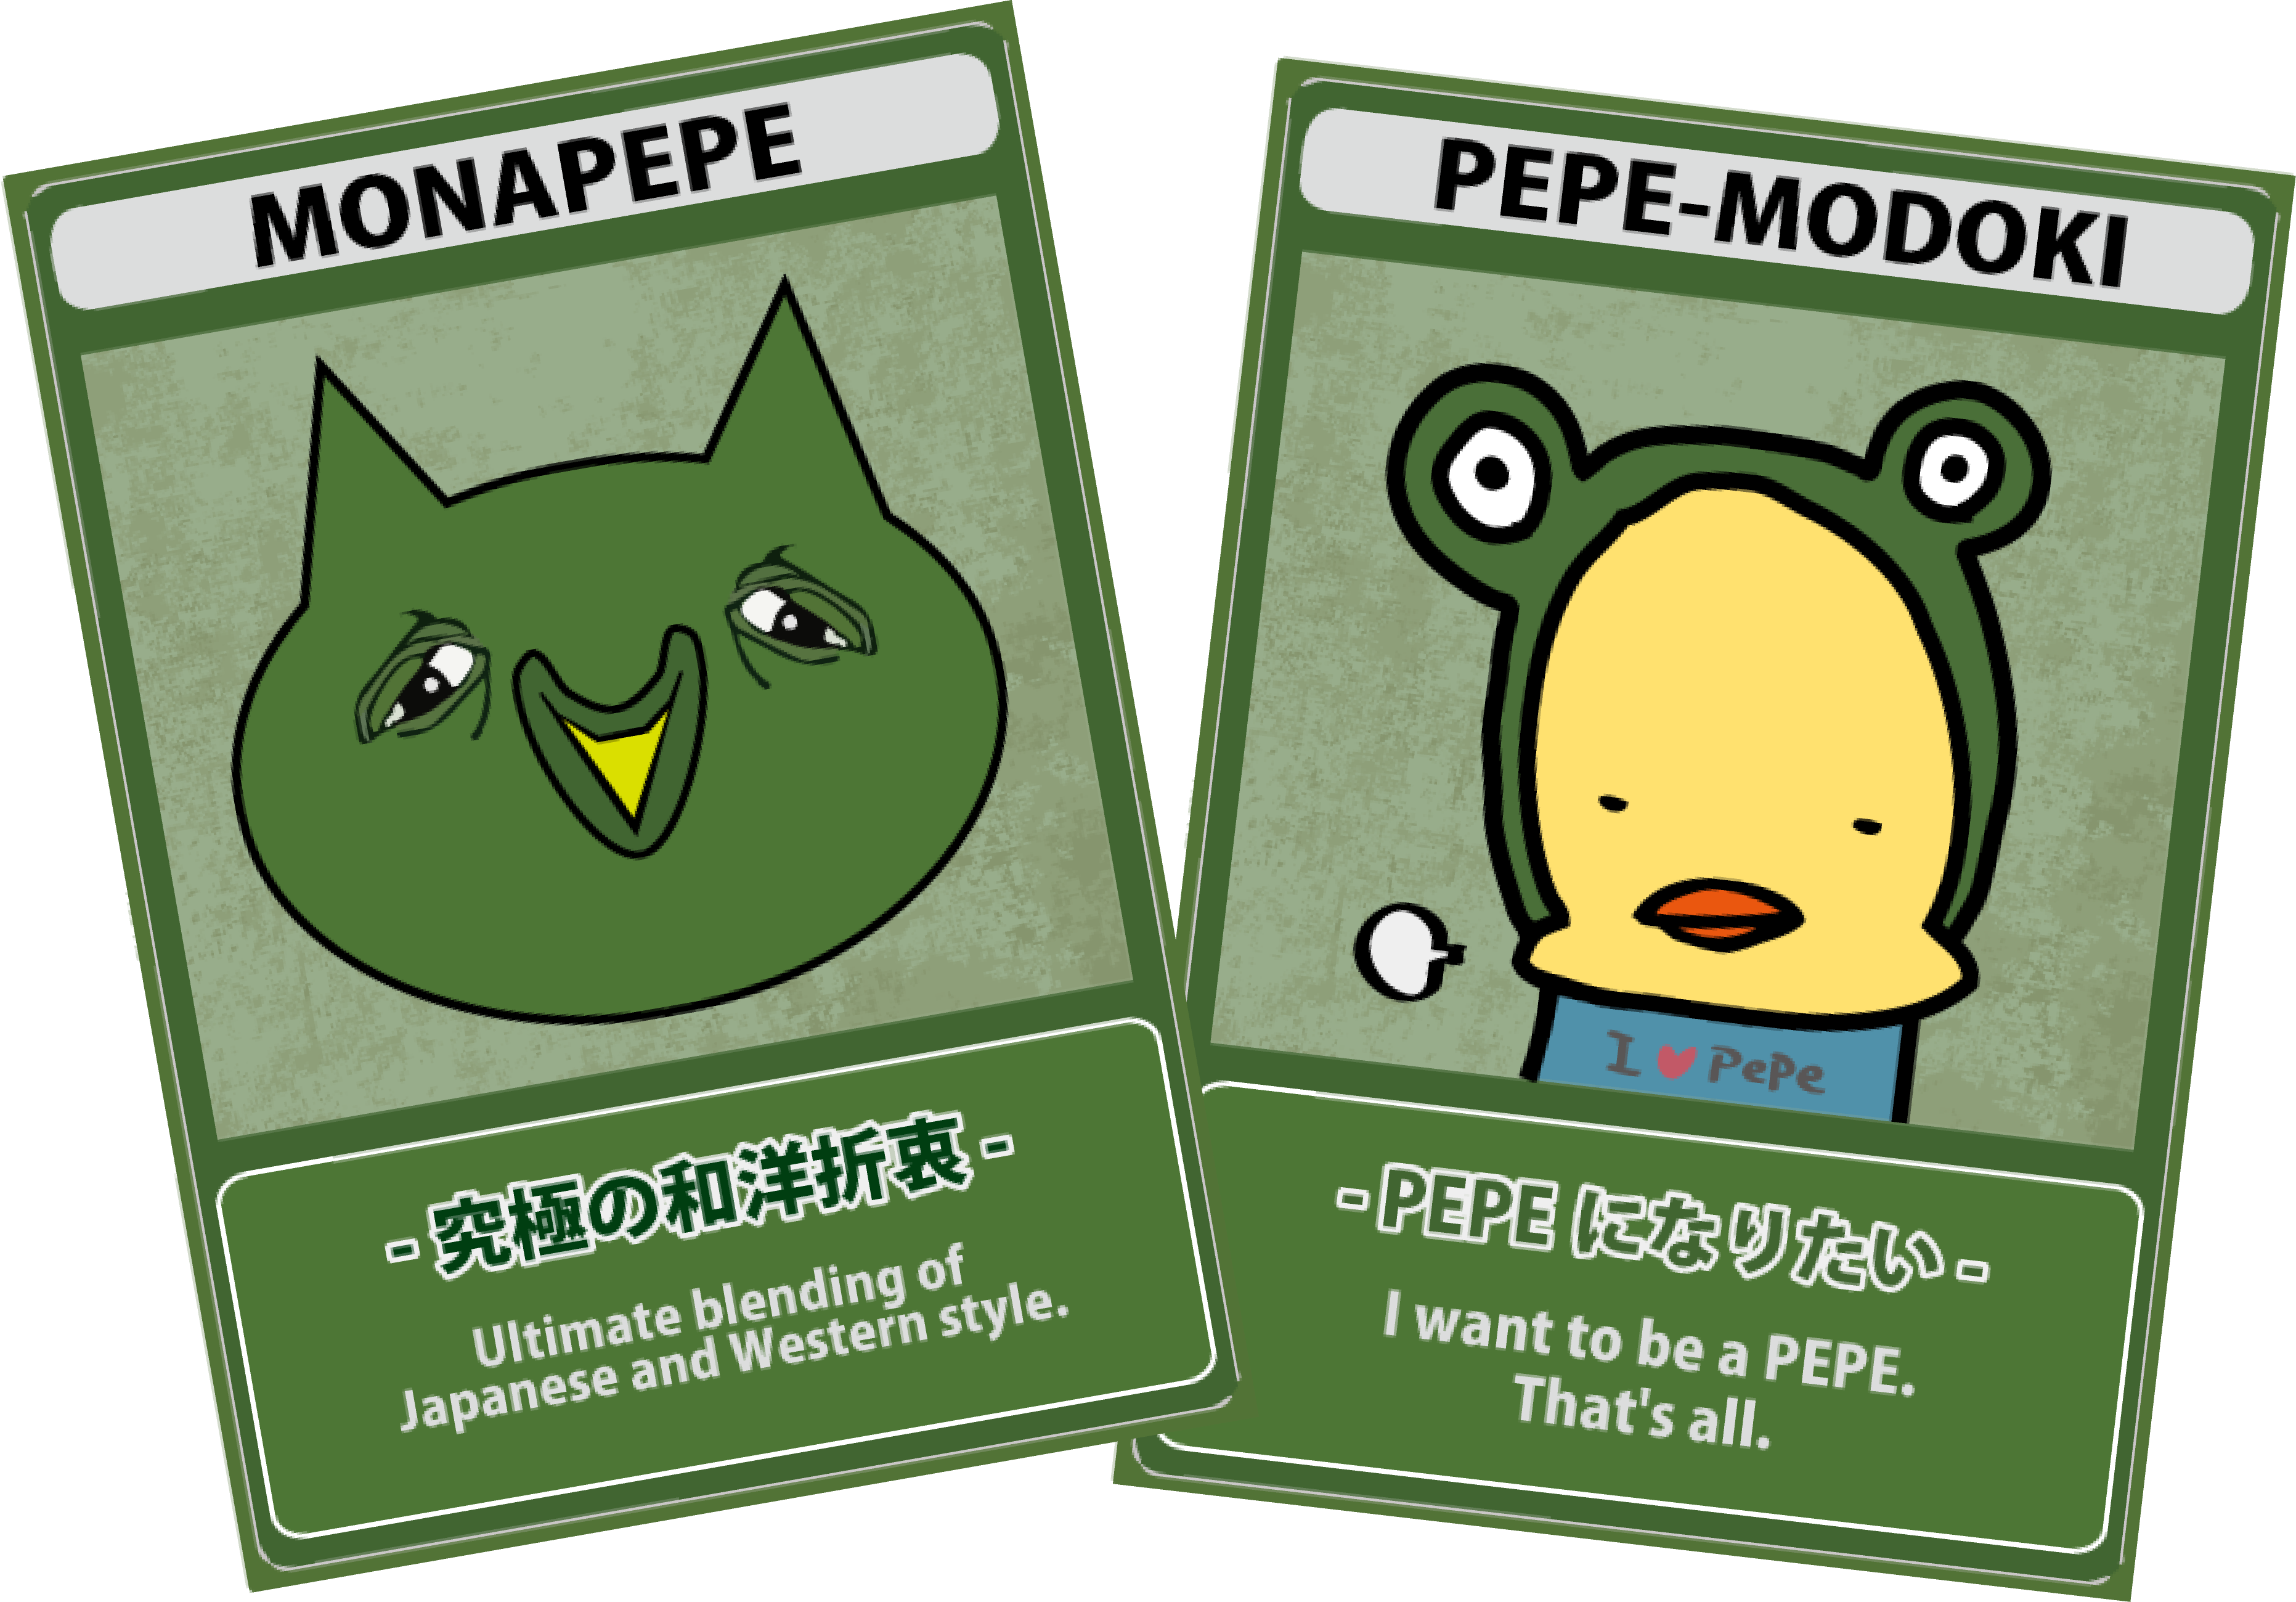 MONAPEPE
- 究極の和洋折衷 -
Ultimate blending of
Japanese and Western style.
PEPE-MODOKI
I ♥ PePe
- PEPE になりたい -
I want to be a PEPE.
That's all.